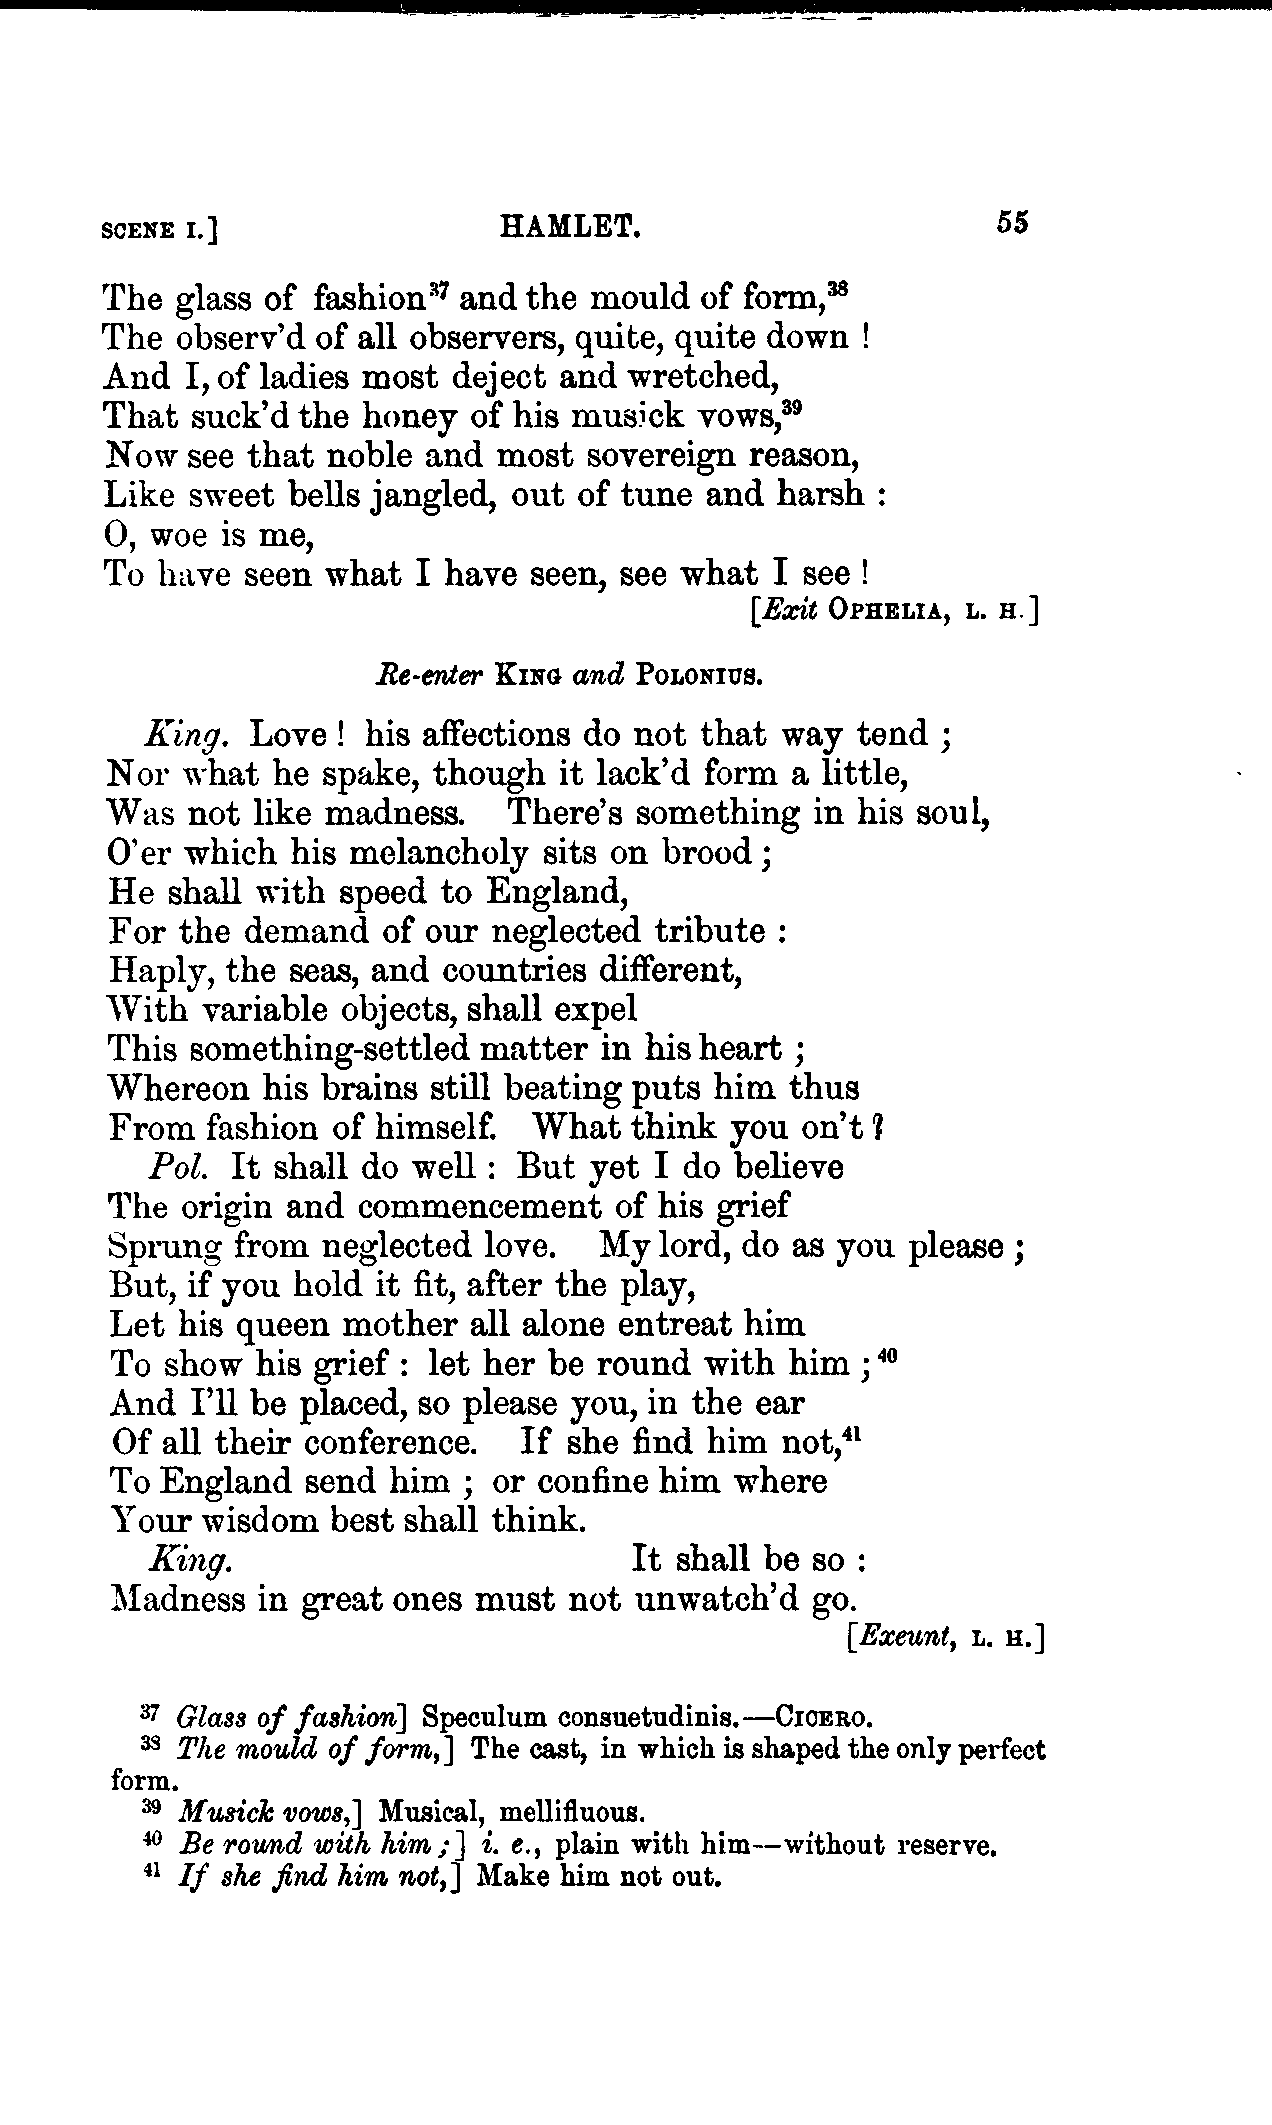 SCENE I.] HAMLET. 55
The glass of fashion³⁷ and the mould of form,³⁸
The observ'd of all observers, quite, quite down !
And I, of ladies most deject and wretched,
That suck'd the honey of his musick vows,³⁹
Now see that noble and most sovereign reason,
Like sweet bells jangled, out of tune and harsh :
O, woe is me,
To have seen what I have seen, see what I see !
[Exit OPHELIA, L. H.]
Re-enter KING and POLONIUS.
King. Love ! his affections do not that way tend ;
Nor what he spake, though it lack'd form a little,
Was not like madness. There's something in his soul,
O'er which his melancholy sits on brood ;
He shall with speed to England,
For the demand of our neglected tribute :
Haply, the seas, and countries different,
With variable objects, shall expel
This something-settled matter in his heart ;
Whereon his brains still beating puts him thus
From fashion of himself. What think you on't ?
Pol. It shall do well : But yet I do believe
The origin and commencement of his grief
Sprung from neglected love. My lord, do as you please ;
But, if you hold it fit, after the play,
Let his queen mother all alone entreat him
To show his grief : let her be round with him ;⁴⁰
And I'll be placed, so please you, in the ear
Of all their conference. If she find him not,⁴¹
To England send him ; or confine him where
Your wisdom best shall think.
King. It shall be so :
Madness in great ones must not unwatch'd go.
[Exeunt, L. H.]
³⁷ Glass of fashion] Speculum consuetudinis.—CICERO.
³⁸ The mould of form,] The cast, in which is shaped the only perfect
form.
³⁹ Musick vows,] Musical, mellifluous.
⁴⁰ Be round with him ;] i. e., plain with him—without reserve.
⁴¹ If she find him not,] Make him not out.